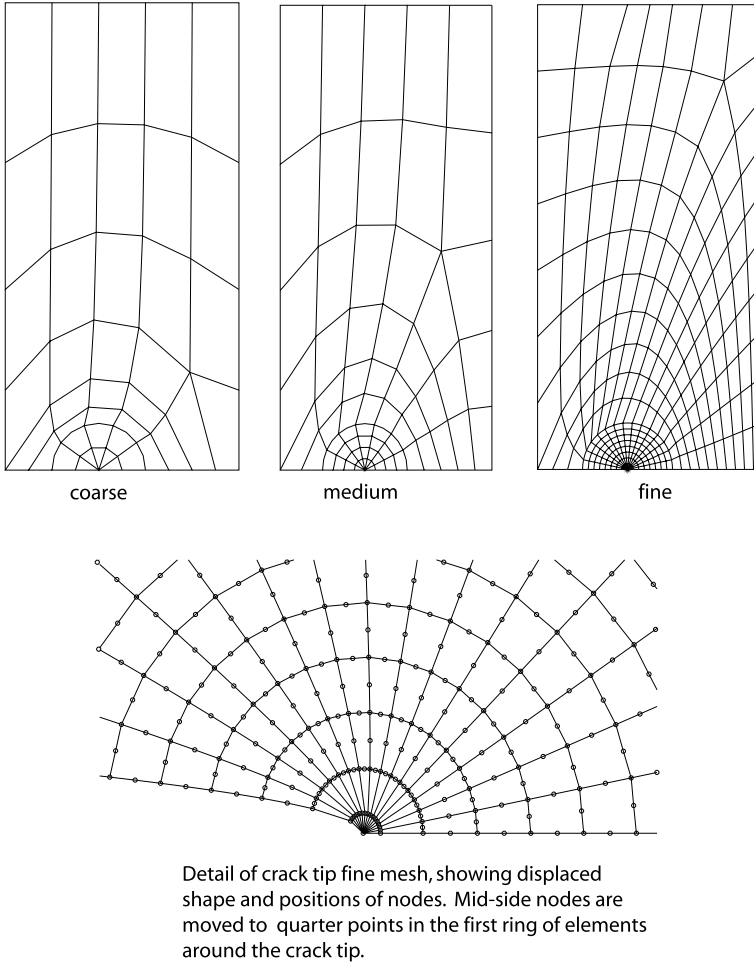 coarse
medium
fine
Detail of crack tip fine mesh, showing displaced
shape and positions of nodes. Mid-side nodes are
moved to quarter points in the first ring of elements
around the crack tip.